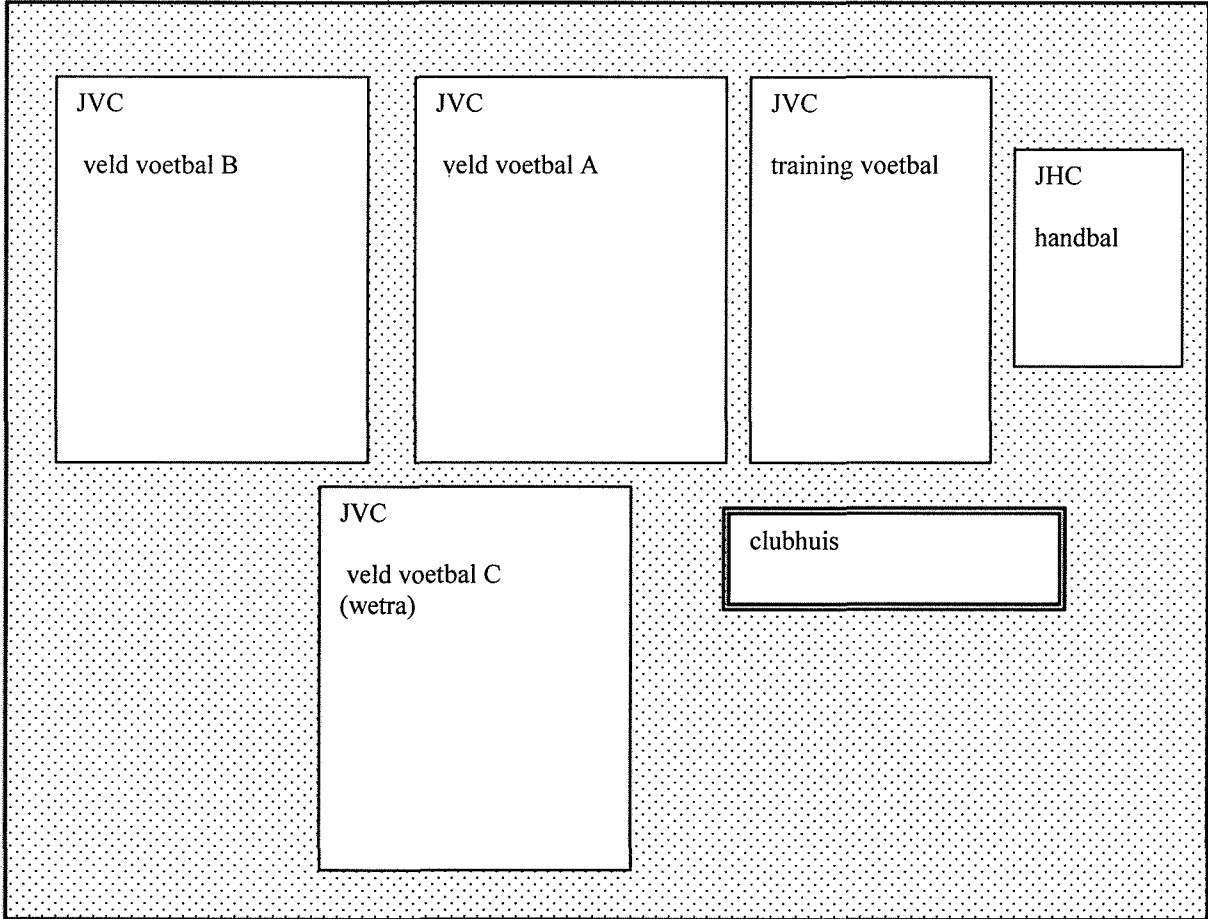 JVC
veld voetbal B
JVC
veld voetbal A
JVC
training voetbal
JHC
handbal
JVC
veld voetbal C
(wetra)
clubhuis